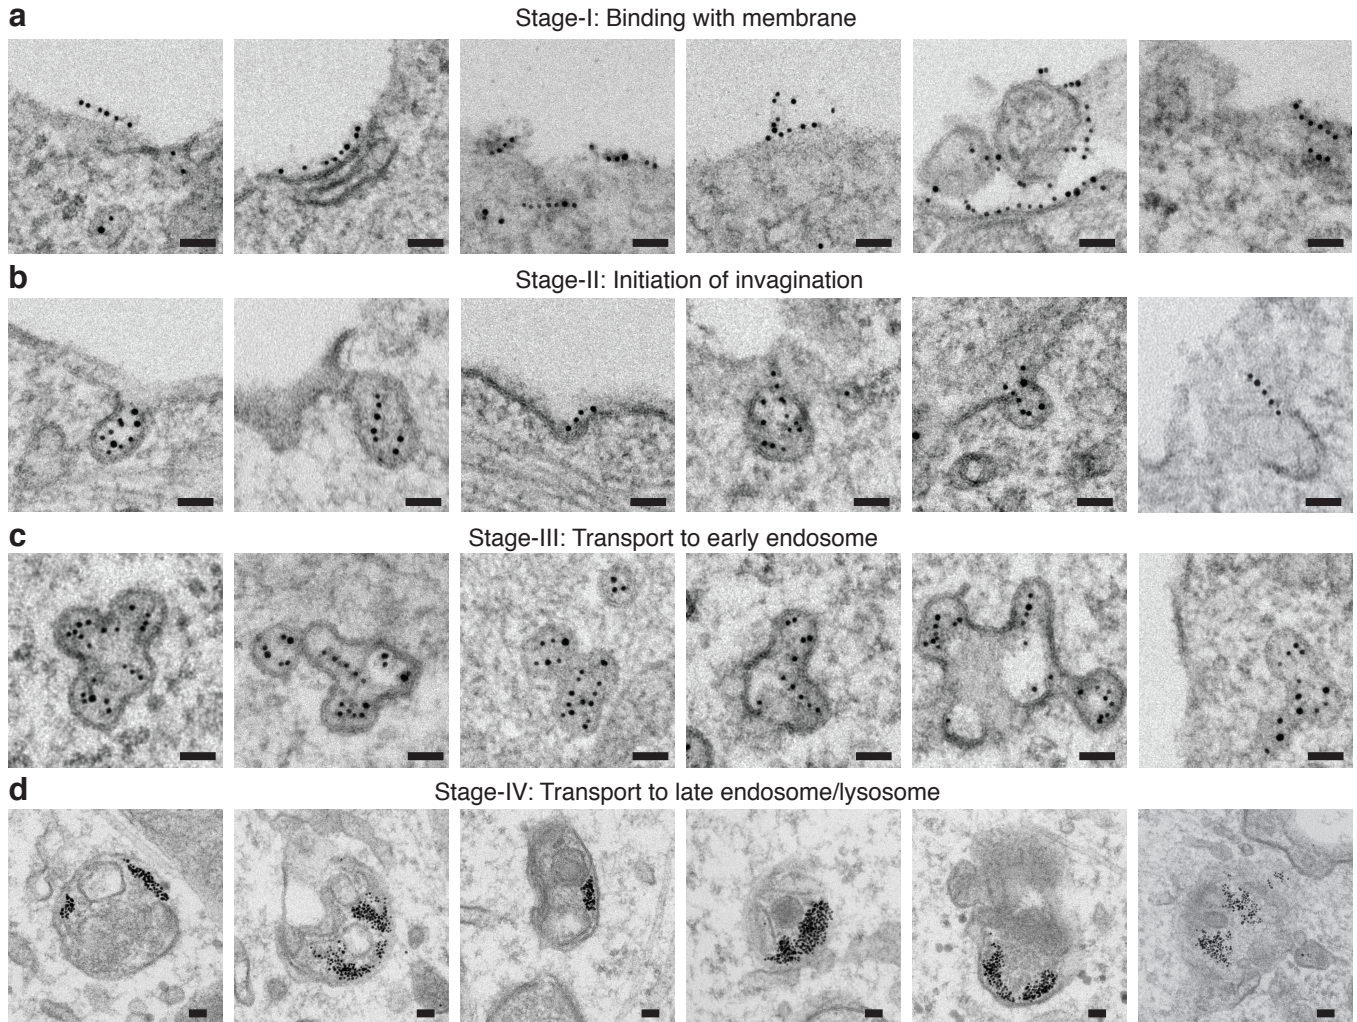 a
Stage-I: Binding with membrane
b
Stage-II: Initiation of invagination
c
Stage-III: Transport to early endosome
d
Stage-IV: Transport to late endosome/lysosome